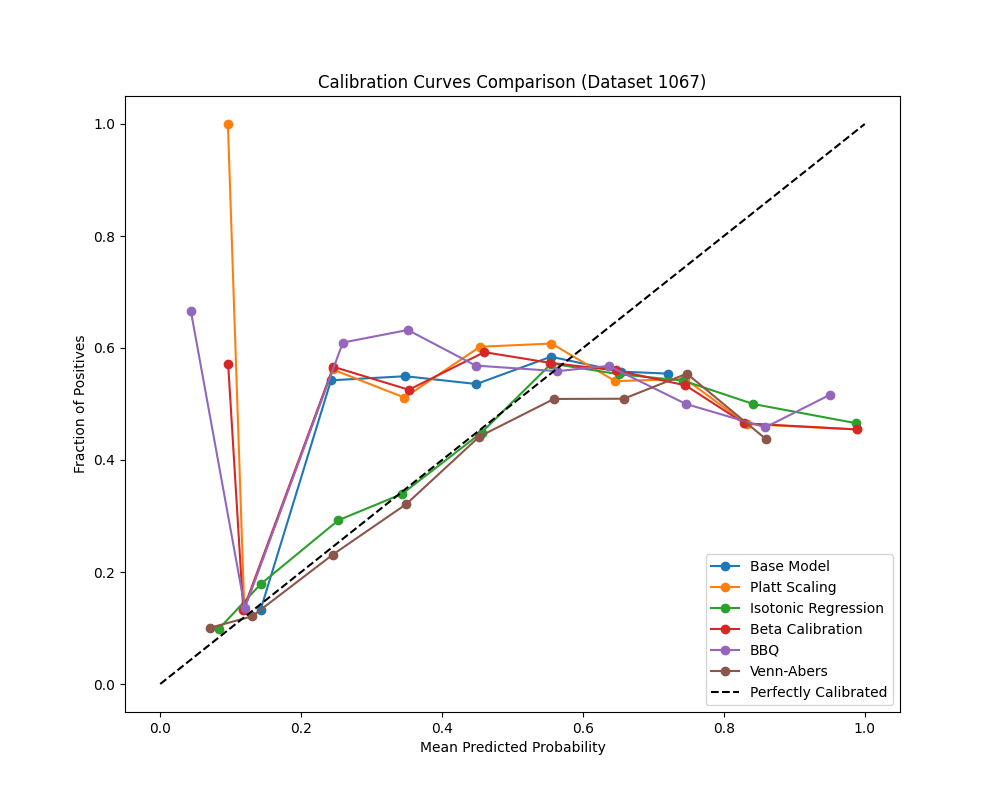 Calibration Curves Comparison (Dataset 1067)
Fraction of Positives
1.0
0.8
0.6
0.4
0.2
0.0
0.0 0.2 0.4 0.6 0.8 1.0
Mean Predicted Probability
Base Model
Platt Scaling
Isotonic Regression
Beta Calibration
BBQ
Venn-Abers
Perfectly Calibrated